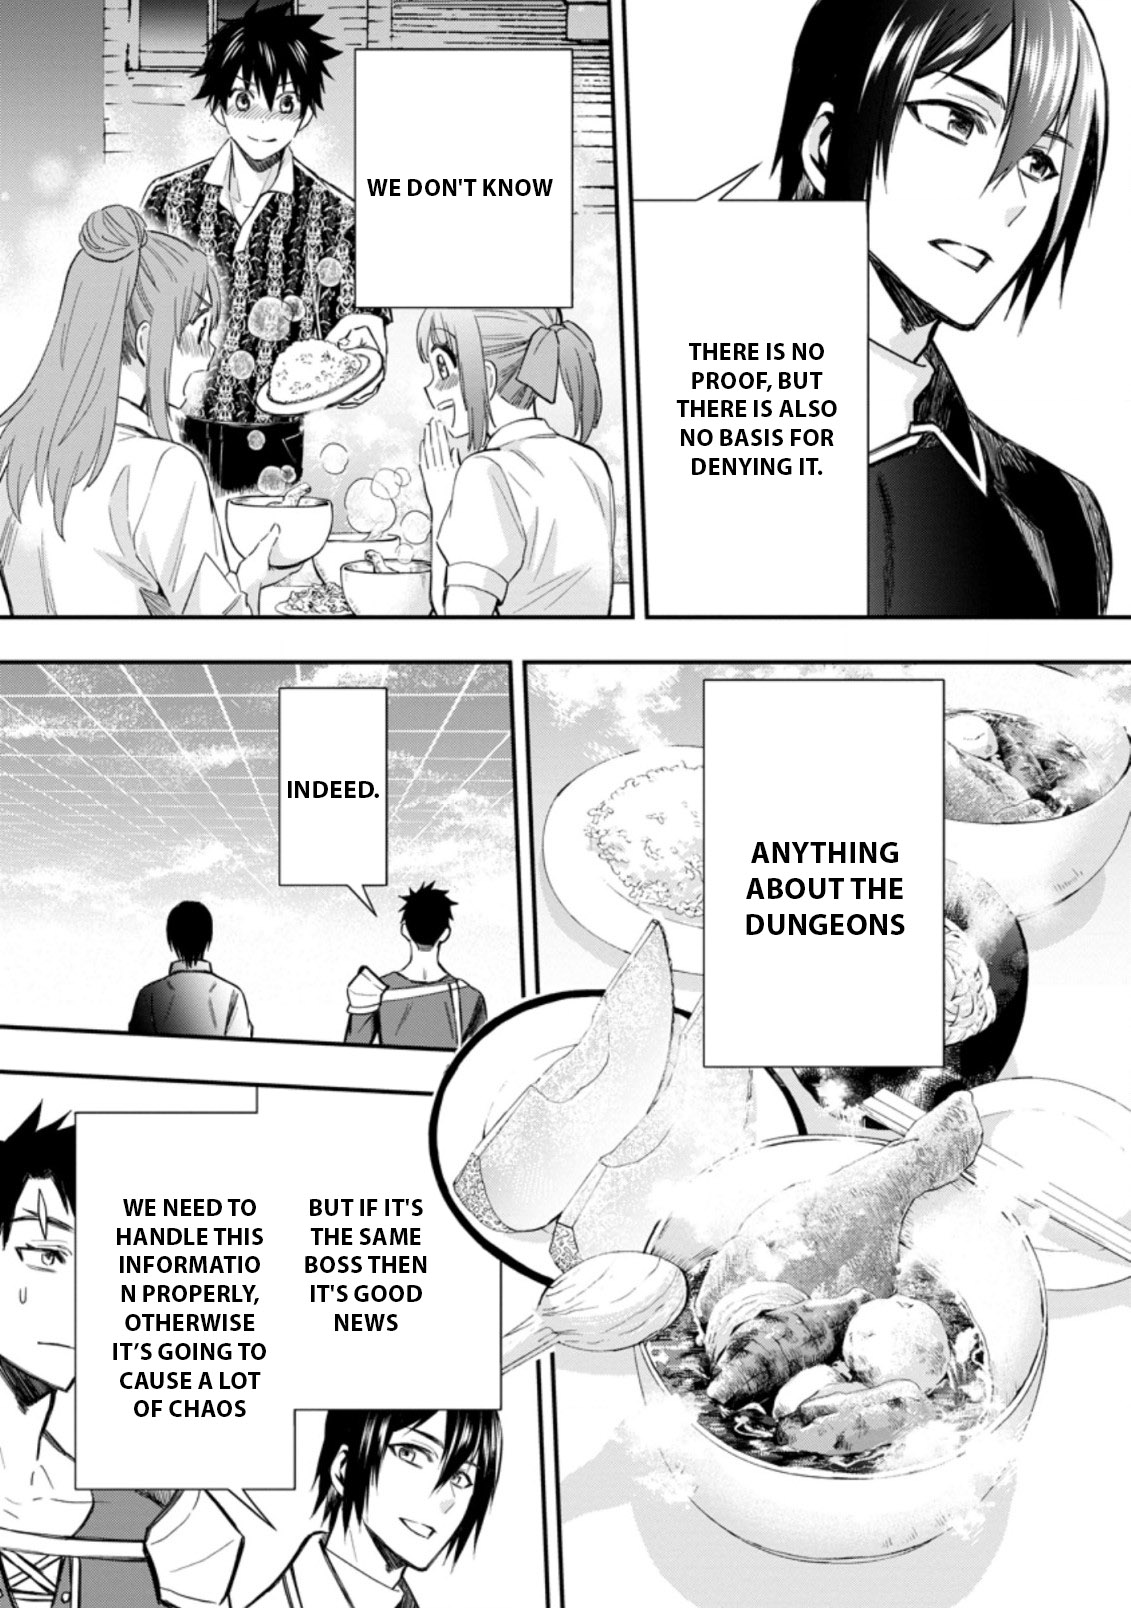 THERE IS NO
PROOF, BUT
THERE IS ALSO
NO BASIS FOR
DENYING IT.
WE DON'T KNOW
ANYTHING
ABOUT THE
DUNGEONS
INDEED.
BUT IF IT'S
THE SAME
BOSS THEN
IT'S GOOD
NEWS
WE NEED TO
HANDLE THIS
INFORMATIO
N PROPERLY,
OTHERWISE
IT’S GOING TO
CAUSE A LOT
OF CHAOS